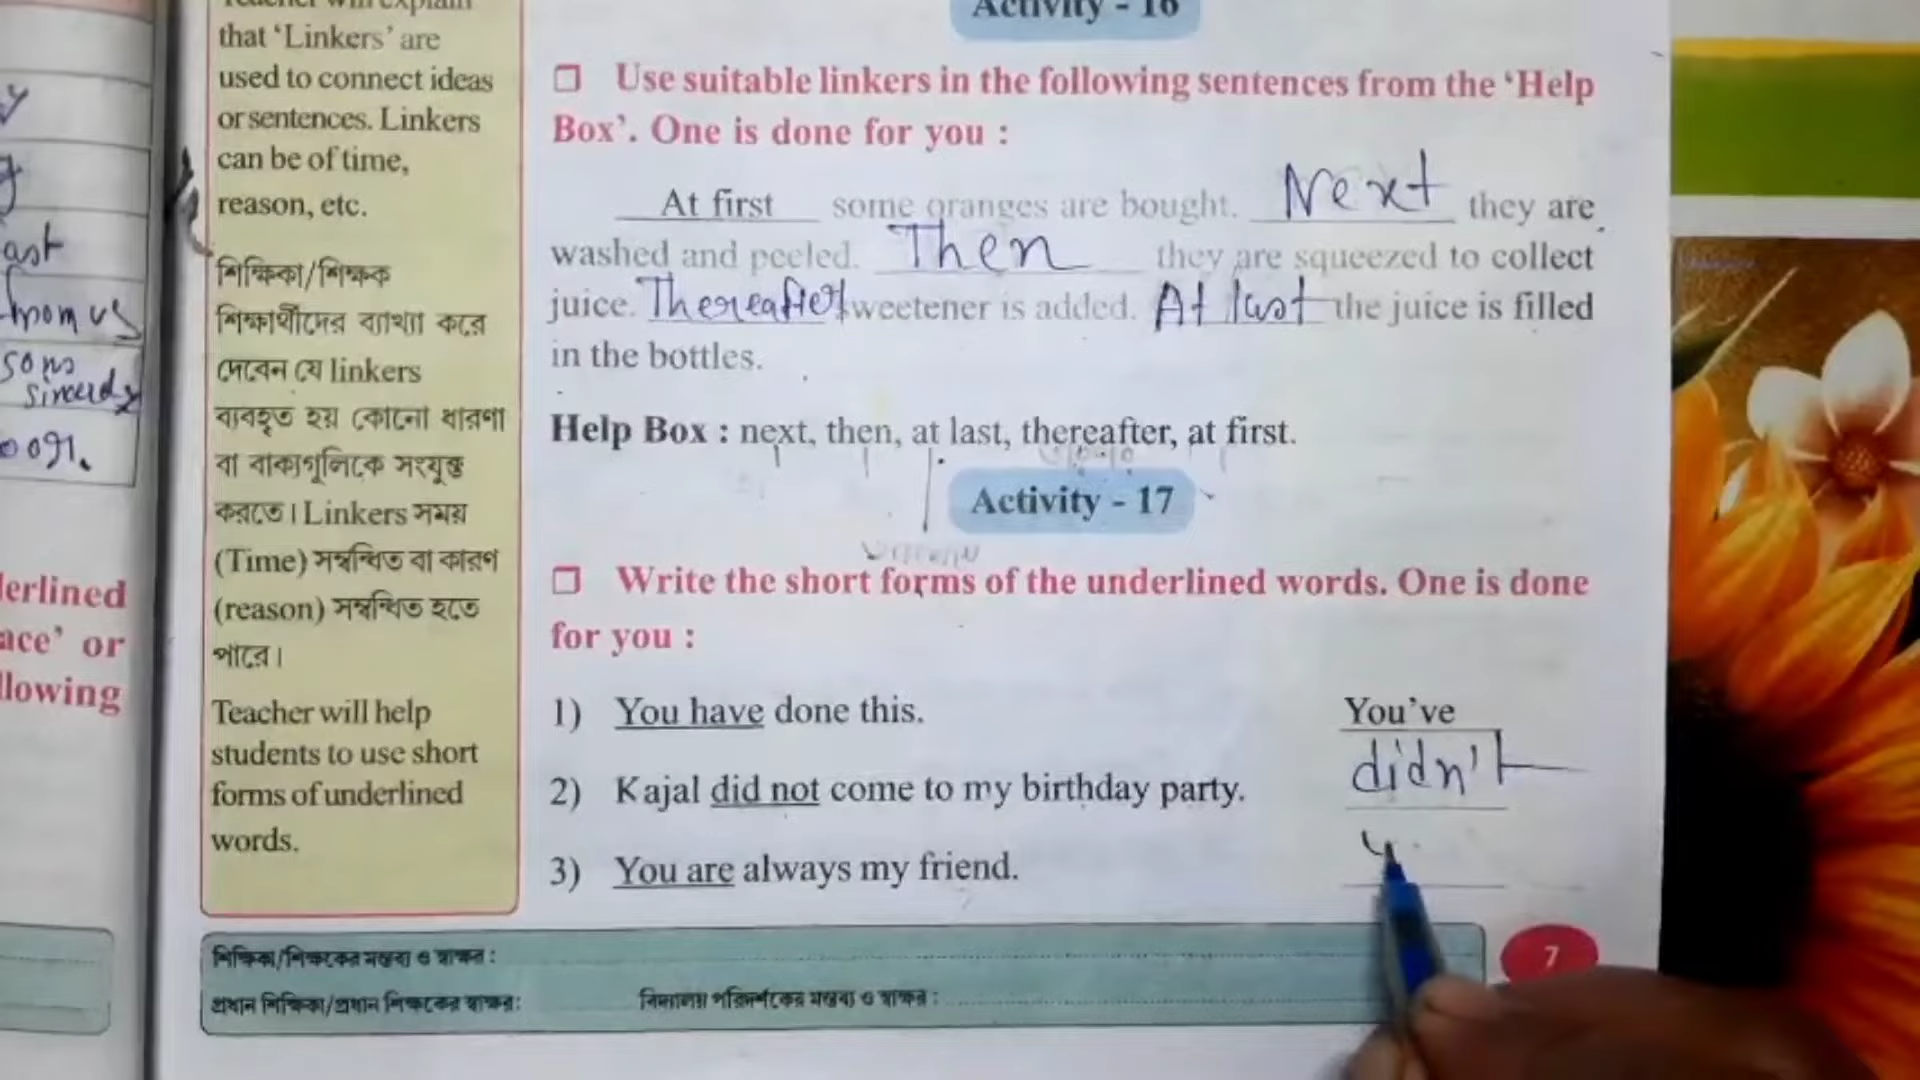 Teacher will explain
that ‘Linkers’ are
used to connect ideas
or sentences. Linkers
can be of time,
reason, etc.
শিক্ষিকা/শিক্ষক
শিক্ষার্থীদের ব্যাখ্যা করে
দেবেন যে linkers
ব্যবহৃত হয় কোনো ধারণা
বা বাক্যগুলিকে সংযুক্ত
করতে। Linkers সময়
(Time) সম্বন্ধিত বা কারণ
(reason) সম্বন্ধিত হতে
পারে।
Teacher will help
students to use short
forms of underlined
words.
Activity - 16
❒ Use suitable linkers in the following sentences from the ‘Help
Box’. One is done for you :
At first some oranges are bought. Next they are
washed and peeled. Then they are squeezed to collect
juice. Thereafter sweetener is added. At last the juice is filled
in the bottles.
Help Box : next, then, at last, thereafter, at first.
Activity - 17
❒ Write the short forms of the underlined words. One is done
for you :
1) You have done this. You’ve
2) Kajal did not come to my birthday party. didn't
3) You are always my friend. y
শিক্ষিকা/শিক্ষকের মন্তব্য ও স্বাক্ষর :
প্রধান শিক্ষিকা/প্রধান শিক্ষকের স্বাক্ষর: বিদ্যালয় পরিদর্শকের মন্তব্য ও স্বাক্ষর :
7
ast
from us
sincerely
derlined
ace’ or
llowing